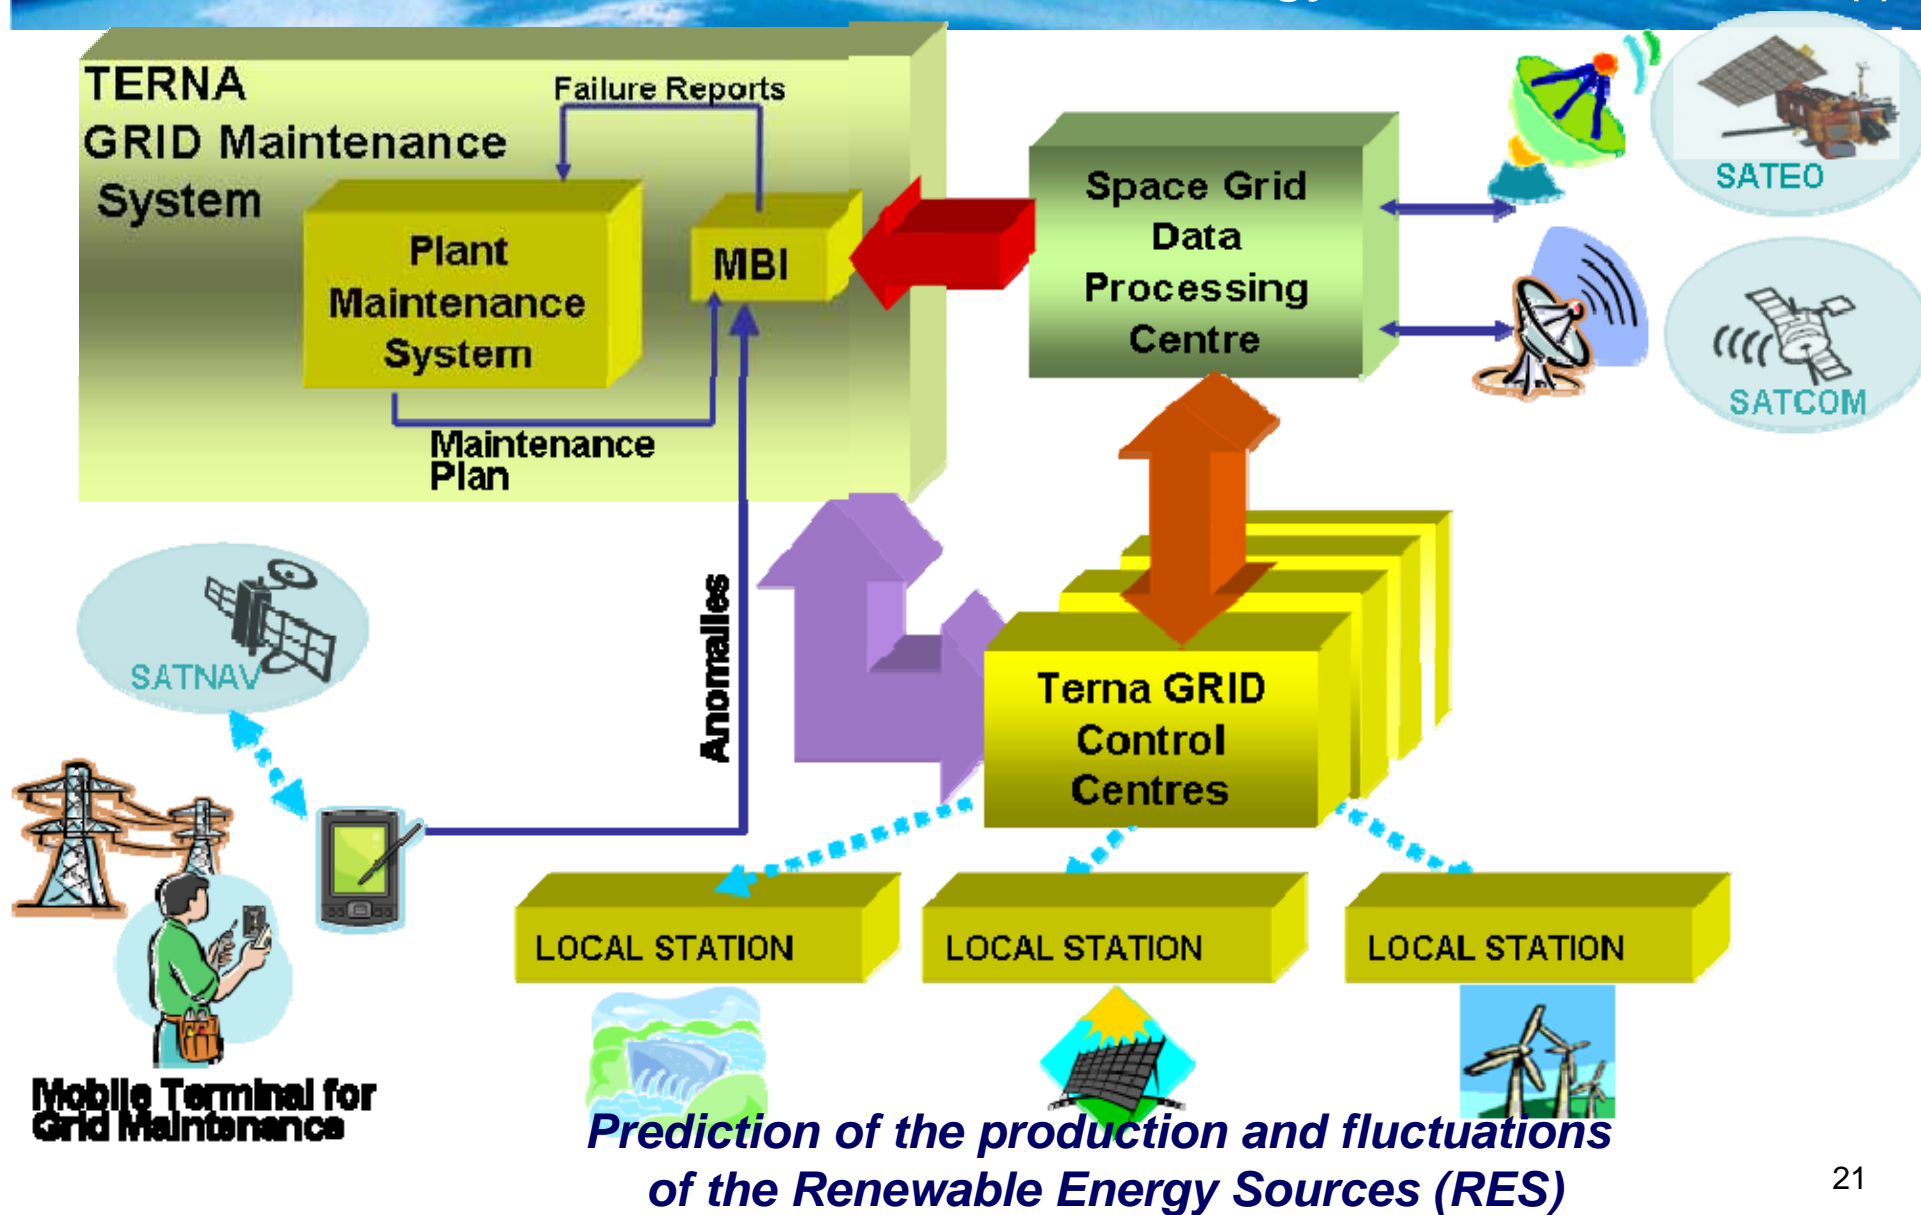 TERNA
GRID Maintenance
System
Failure Reports
Plant
Maintenance
System
MBI
Maintenance
Plan
Space Grid
Data
Processing
Centre
SATEO
SATCOM
SATNAV
Anomalies
Terna GRID
Control
Centres
LOCAL STATION
LOCAL STATION
LOCAL STATION
Mobile Terminal for
Grid Maintenance
Prediction of the production and fluctuations
of the Renewable Energy Sources (RES)
21